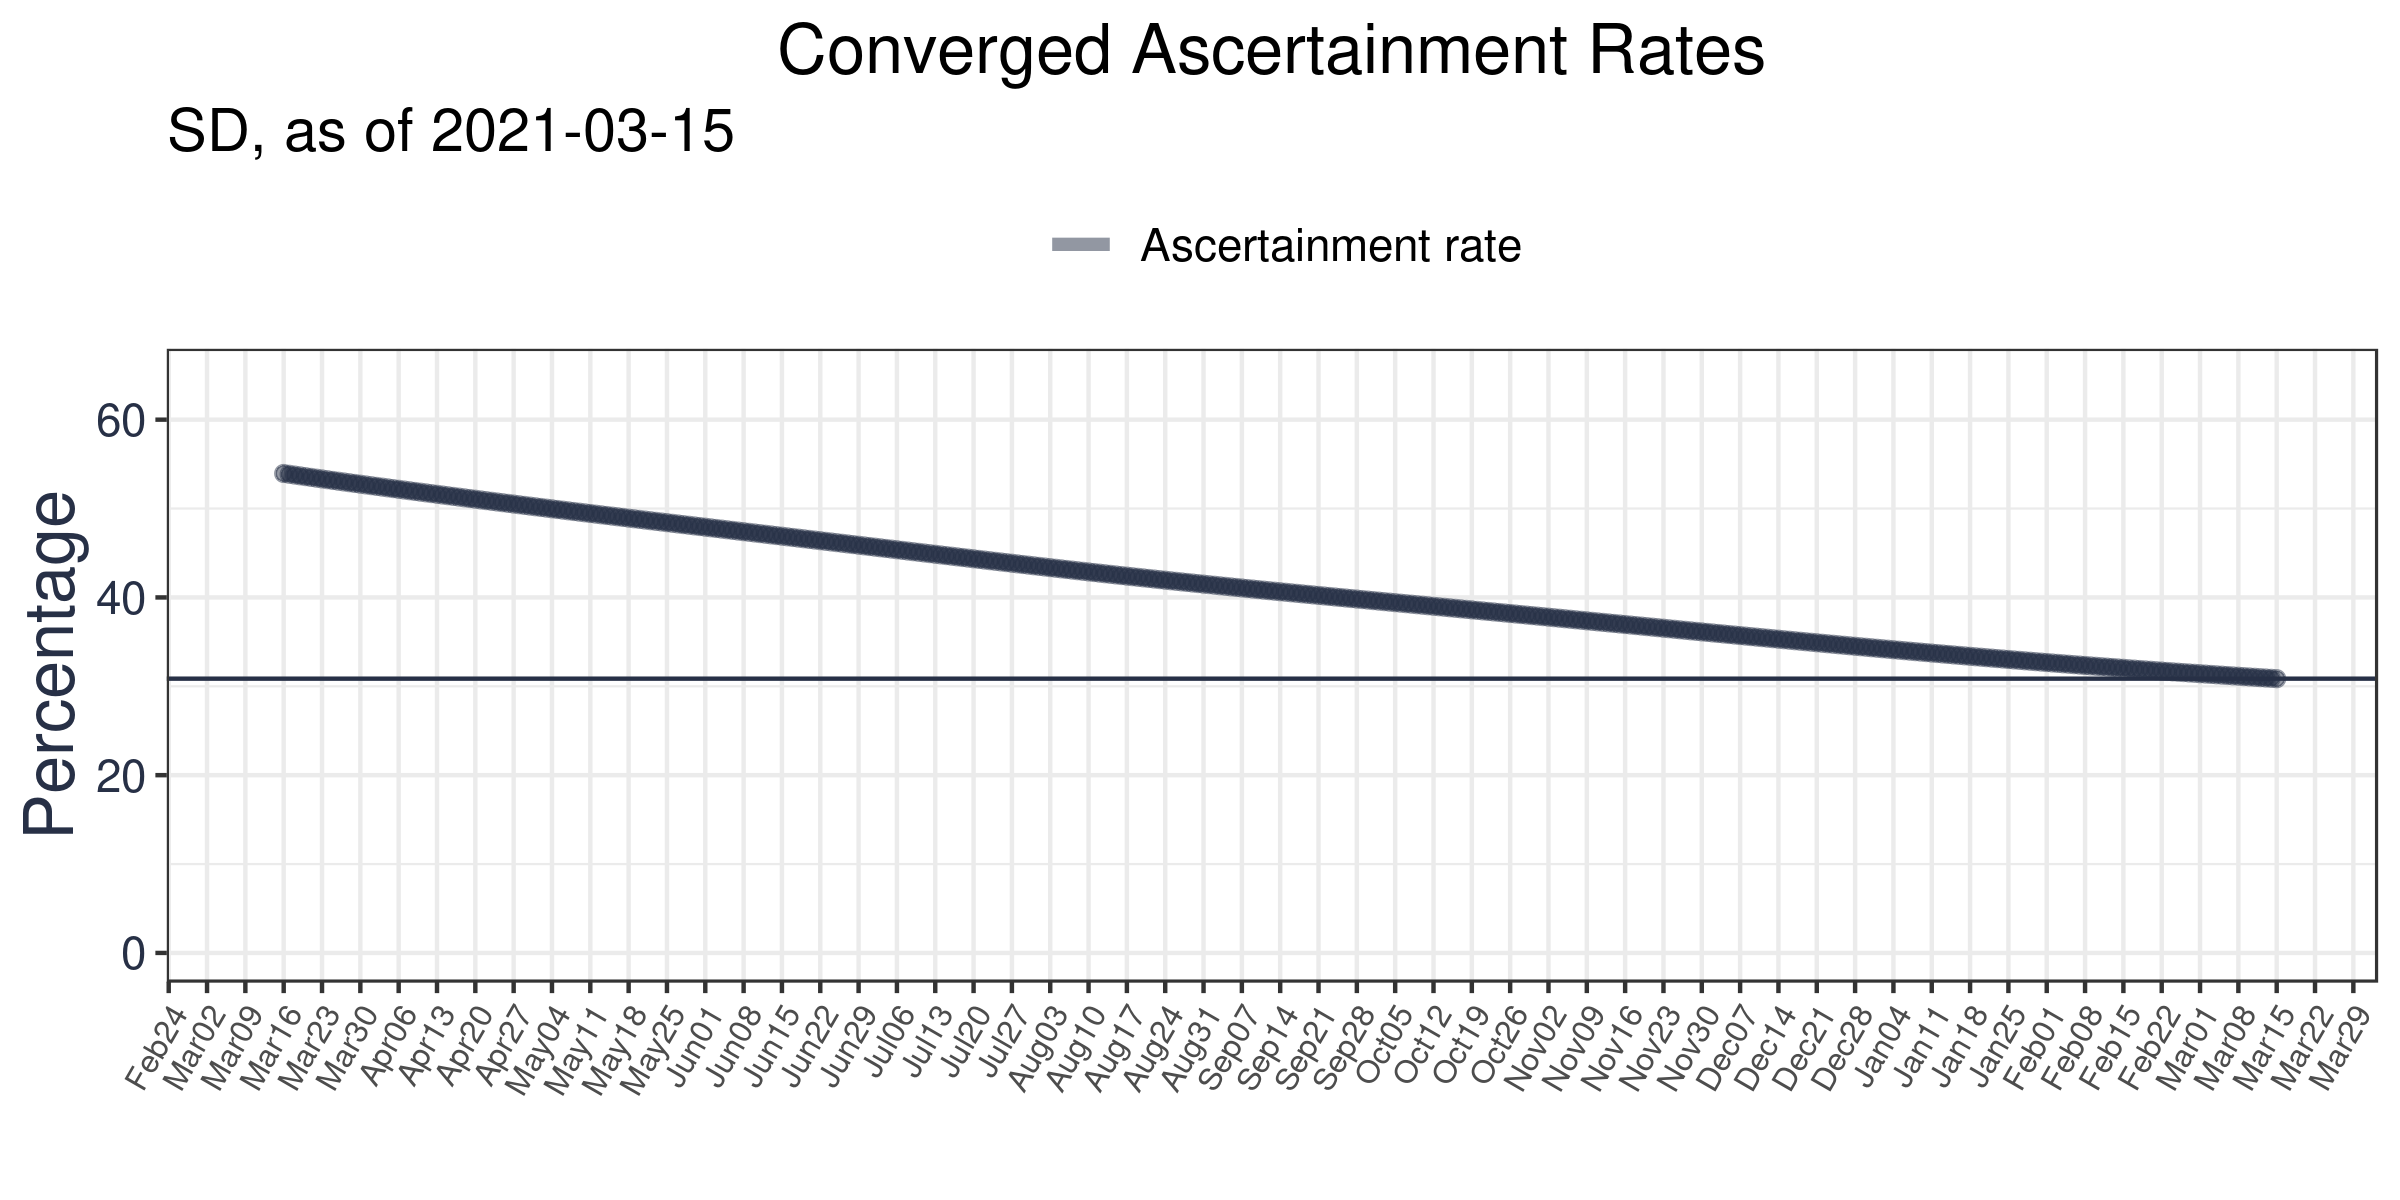 Converged Ascertainment Rates
SD, as of 2021-03-15
Ascertainment rate
Percentage
60
40
20
0
Feb24
Mar02
Mar09
Mar16
Mar23
Mar30
Apr06
Apr13
Apr20
Apr27
May04
May11
May18
May25
Jun01
Jun08
Jun15
Jun22
Jun29
Jul06
Jul13
Jul20
Jul27
Aug03
Aug10
Aug17
Aug24
Aug31
Sep07
Sep14
Sep21
Sep28
Oct05
Oct12
Oct19
Oct26
Nov02
Nov09
Nov16
Nov23
Nov30
Dec07
Dec14
Dec21
Dec28
Jan04
Jan11
Jan18
Jan25
Feb01
Feb08
Feb15
Feb22
Mar01
Mar08
Mar15
Mar22
Mar29